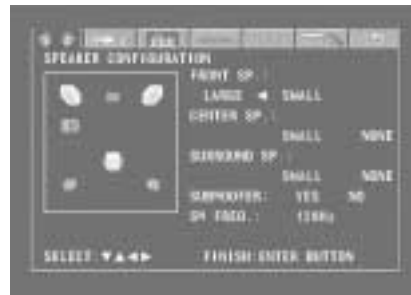 SPEAKER CONFIGURATION
FRONT SP.:
LARGE ◄ SMALL
CENTER SP.:
SMALL NONE
SURROUND SP.:
SMALL NONE
SUBWOOFER: YES NO
SW FREQ.:
SELECT ▼▲◄► FINISH:ENTER BUTTON